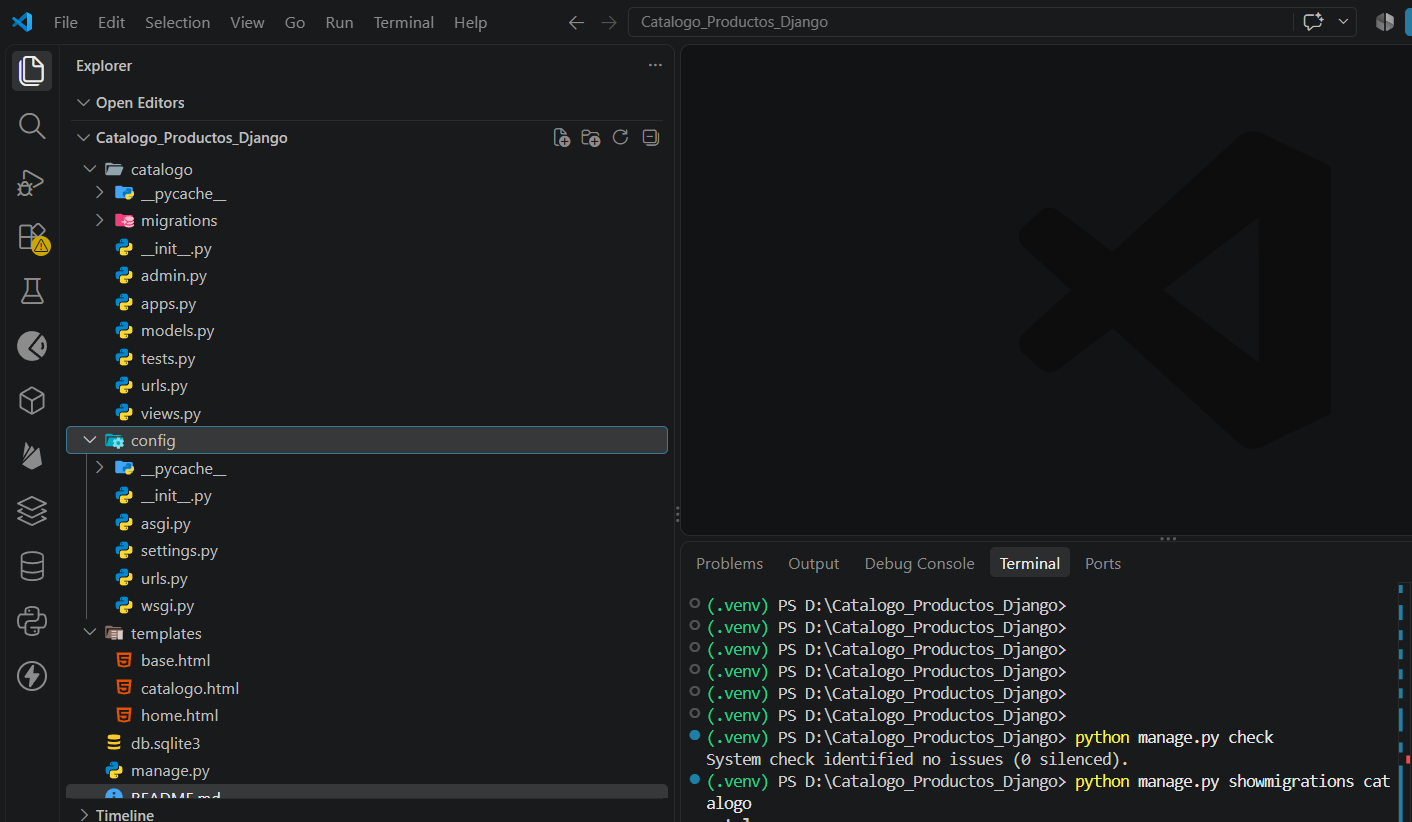 File Edit Selection View Go Run Terminal Help
Catalogo_Productos_Django
Explorer
Open Editors
Catalogo_Productos_Django
catalogo
__pycache__
migrations
__init__.py
admin.py
apps.py
models.py
tests.py
urls.py
views.py
config
__pycache__
__init__.py
asgi.py
settings.py
urls.py
wsgi.py
templates
base.html
catalogo.html
home.html
db.sqlite3
manage.py
README.md
Timeline
Problems Output Debug Console Terminal Ports
(.venv) PS D:\Catalogo_Productos_Django>
(.venv) PS D:\Catalogo_Productos_Django>
(.venv) PS D:\Catalogo_Productos_Django>
(.venv) PS D:\Catalogo_Productos_Django>
(.venv) PS D:\Catalogo_Productos_Django>
(.venv) PS D:\Catalogo_Productos_Django>
(.venv) PS D:\Catalogo_Productos_Django> python manage.py check
System check identified no issues (0 silenced).
(.venv) PS D:\Catalogo_Productos_Django> python manage.py showmigrations cat
alogo